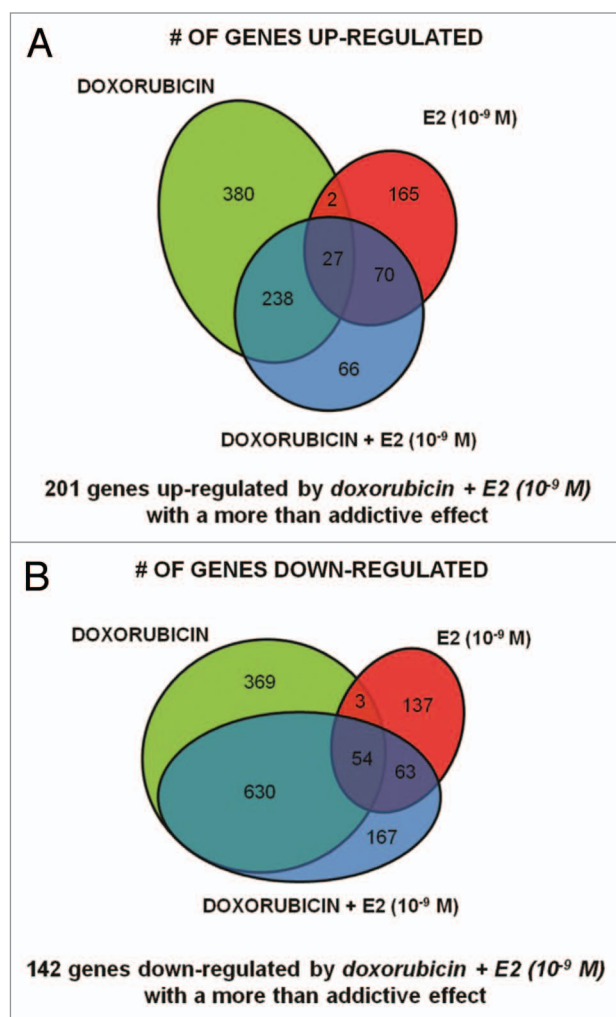 A
# OF GENES UP-REGULATED
DOXORUBICIN
E2 (10⁻⁹ M)
380
2
165
27
70
238
66
DOXORUBICIN + E2 (10⁻⁹ M)
201 genes up-regulated by doxorubicin + E2 (10⁻⁹ M)
with a more than addictive effect
B
# OF GENES DOWN-REGULATED
DOXORUBICIN
E2 (10⁻⁹ M)
369
3
137
54
63
630
167
DOXORUBICIN + E2 (10⁻⁹ M)
142 genes down-regulated by doxorubicin + E2 (10⁻⁹ M)
with a more than addictive effect